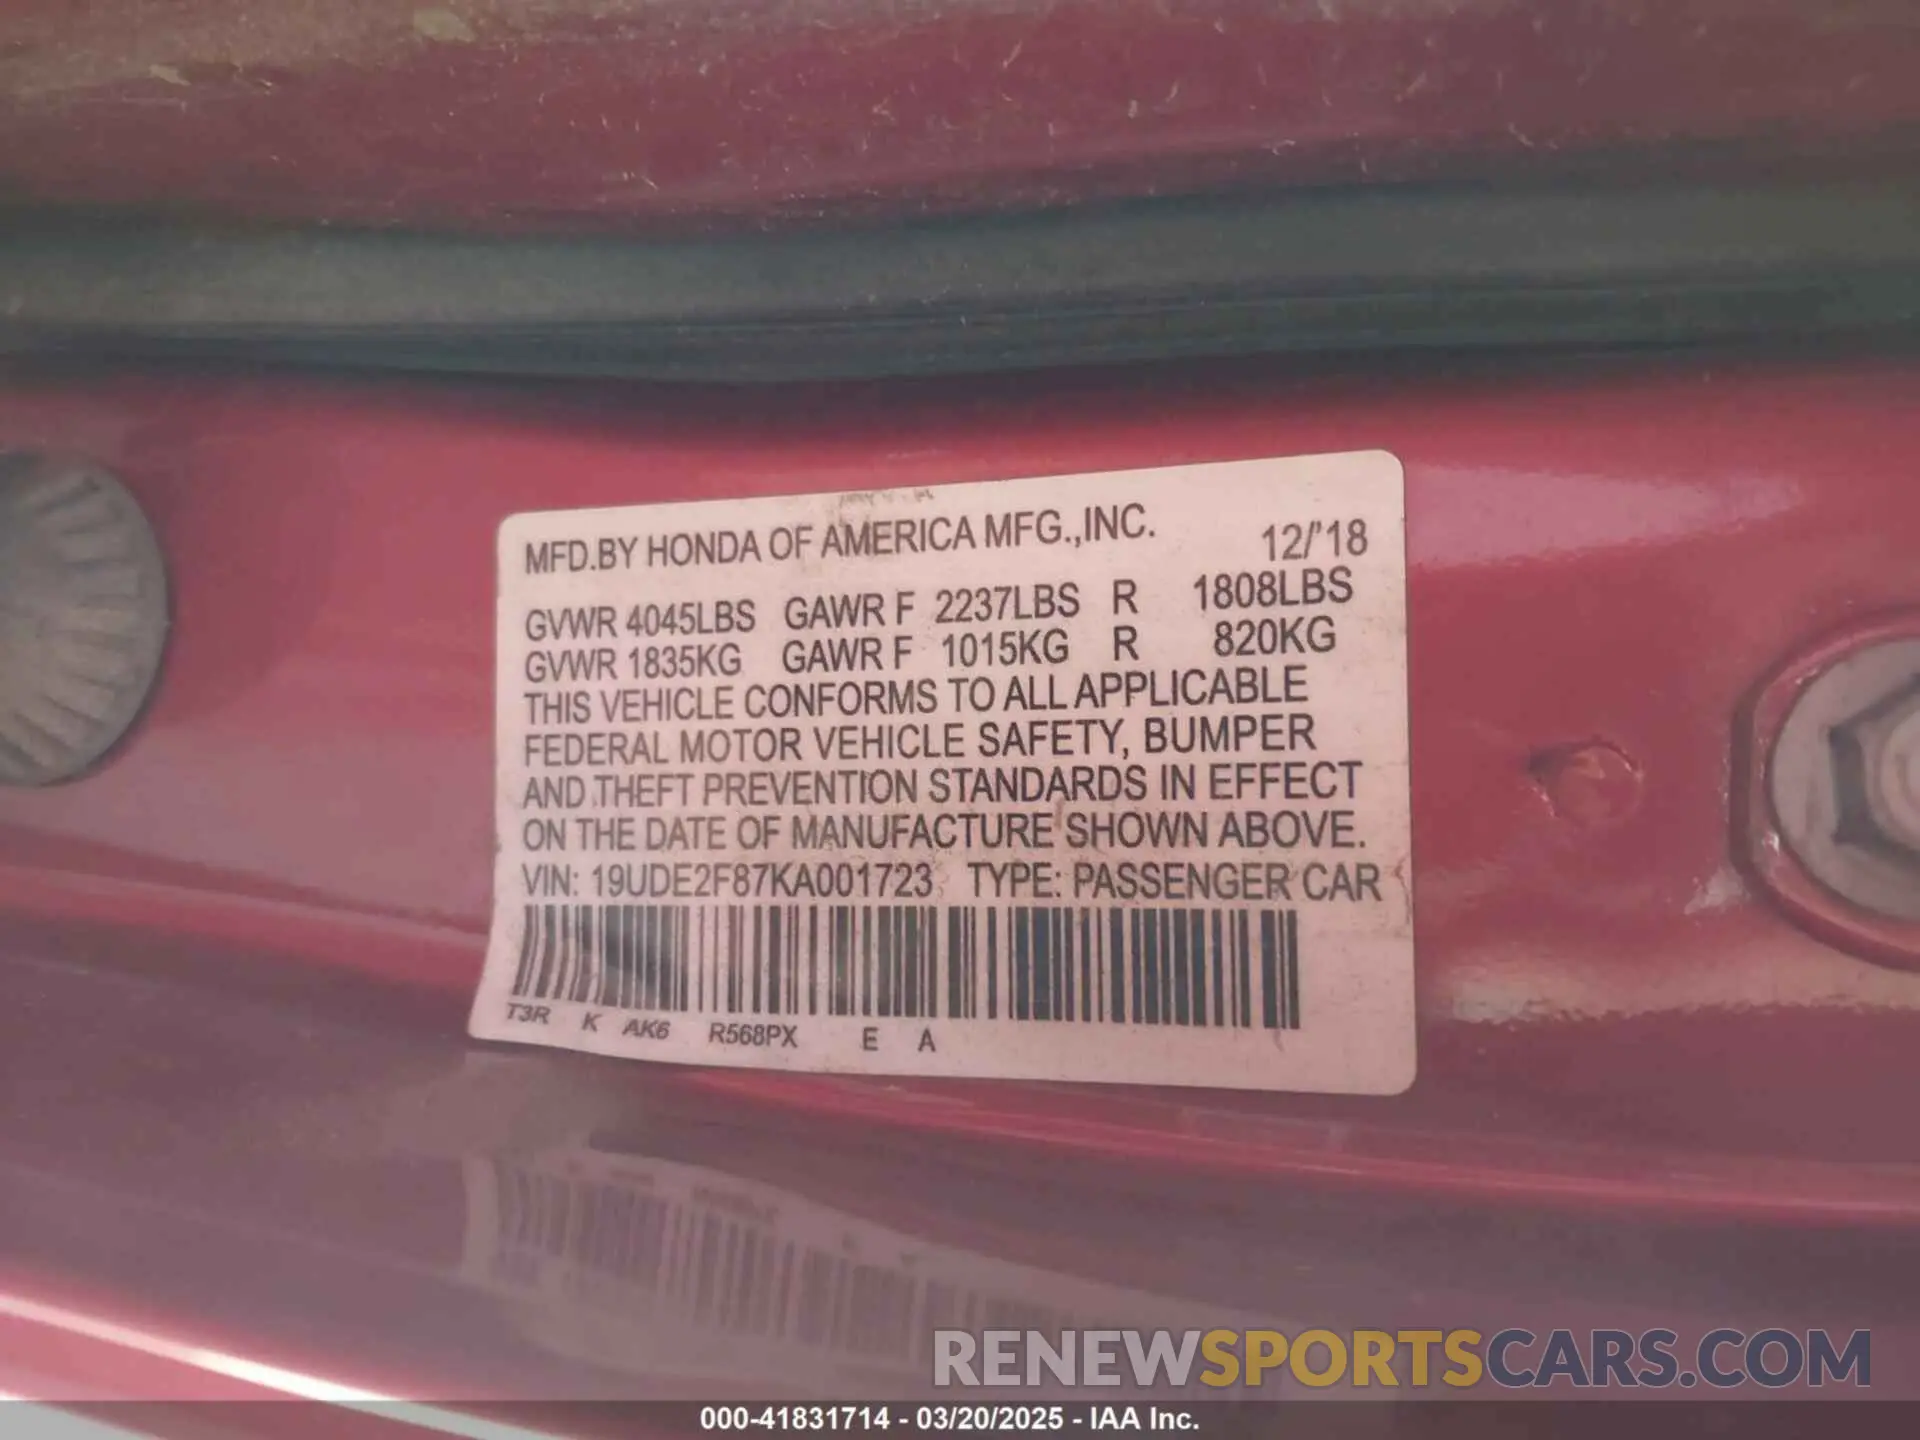 MFD.BY HONDA OF AMERICA MFG.,INC. 12/'18
GVWR 4045LBS GAWR F 2237LBS R 1808LBS
GVWR 1835KG GAWR F 1015KG R 820KG
THIS VEHICLE CONFORMS TO ALL APPLICABLE
FEDERAL MOTOR VEHICLE SAFETY, BUMPER
AND THEFT PREVENTION STANDARDS IN EFFECT
ON THE DATE OF MANUFACTURE SHOWN ABOVE.
VIN: 19UDE2F87KA001723 TYPE: PASSENGER CAR
T3R K AK6 R568PX E A
RENEWSPORTSCARS.COM
000-41831714 - 03/20/2025 - IAA Inc.